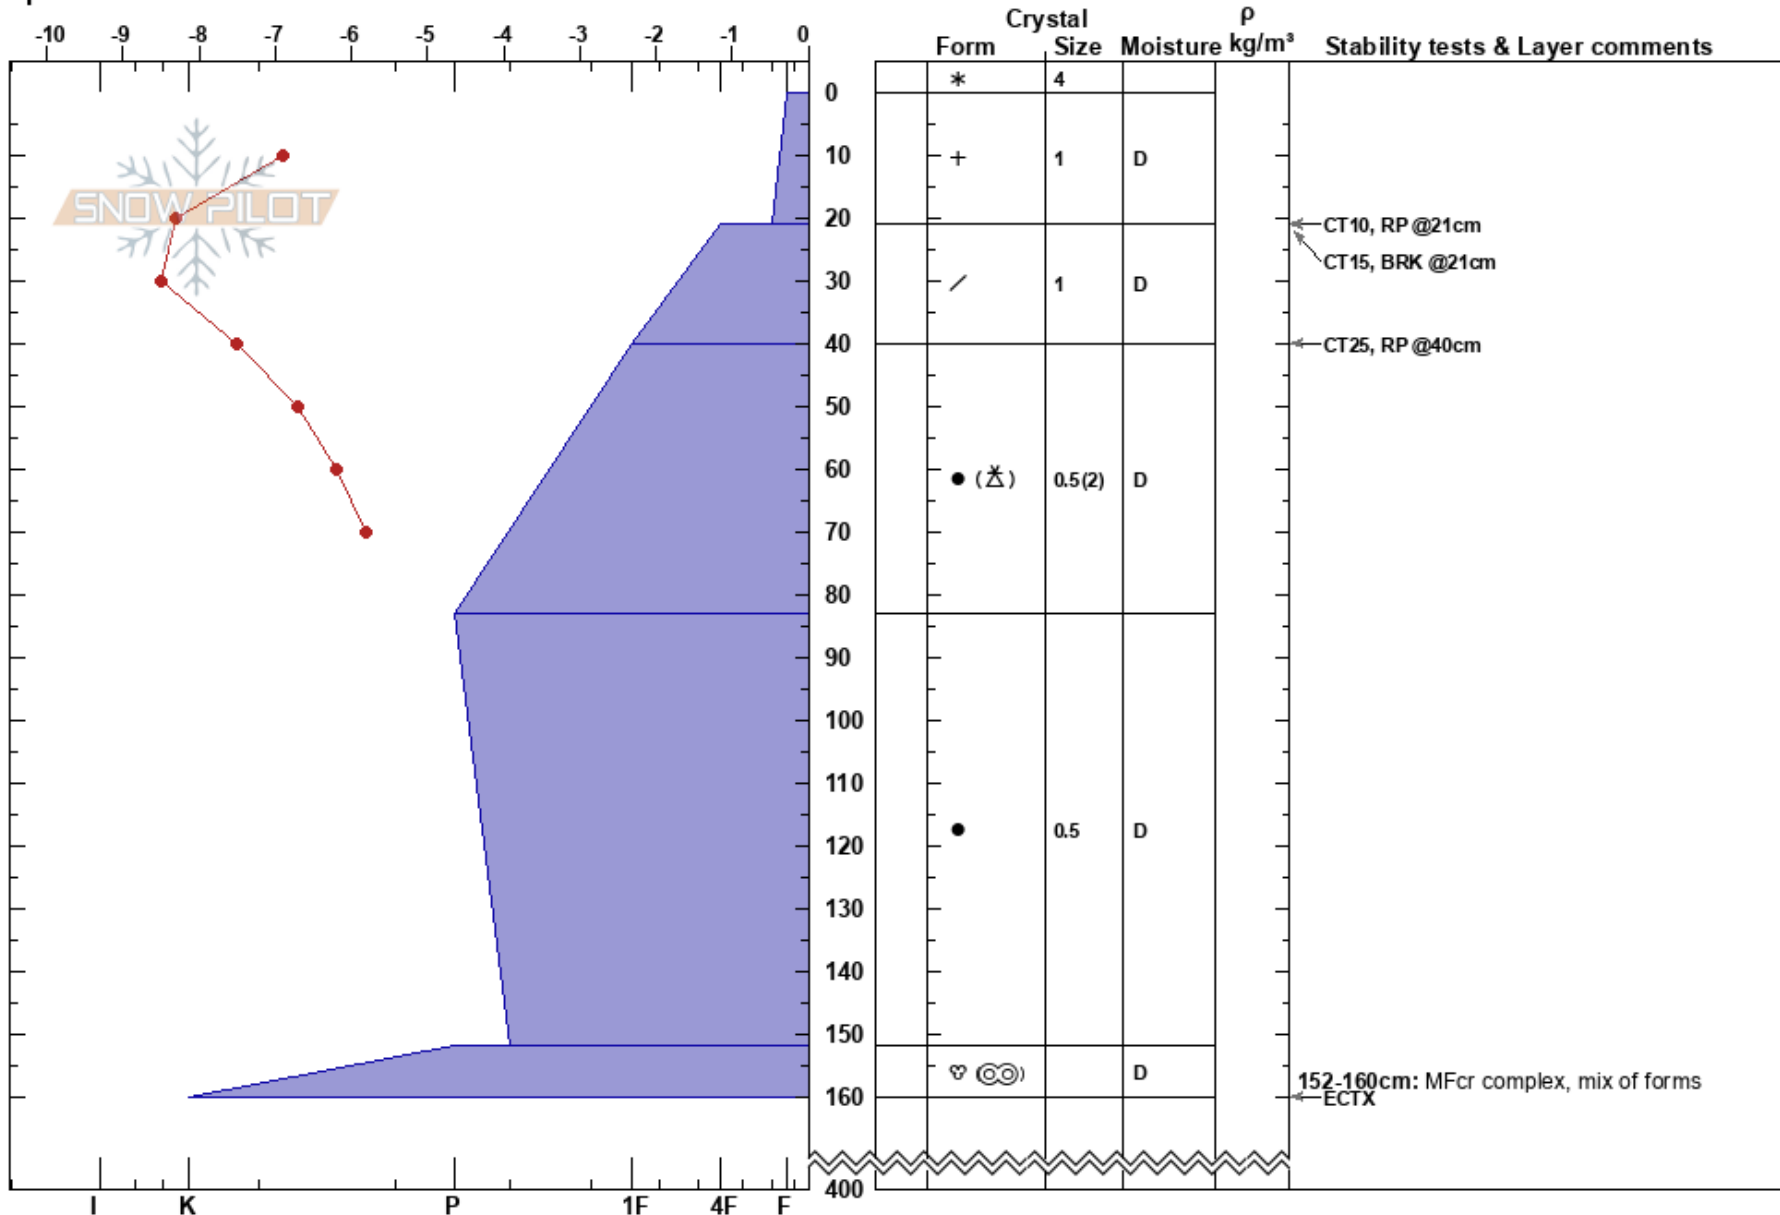 Crystal ρ
-10 -9 -8 -7 -6 -5 -4 -3 -2 -1 0
Form Size Moisture kg/m³ Stability tests & Layer comments
* 4
0
10
+ 1 D
SNOW PILOT
20
CT10, RP @21cm
CT15, BRK @21cm
30
/ 1 D
40
CT25, RP @40cm
50
60
● ( ) 0.5(2) D
70
80
90
100
110
120
● 0.5 D
130
140
150
D
152-160cm: MFcr complex, mix of forms
160
ECTX
400
I K P 1F 4F F